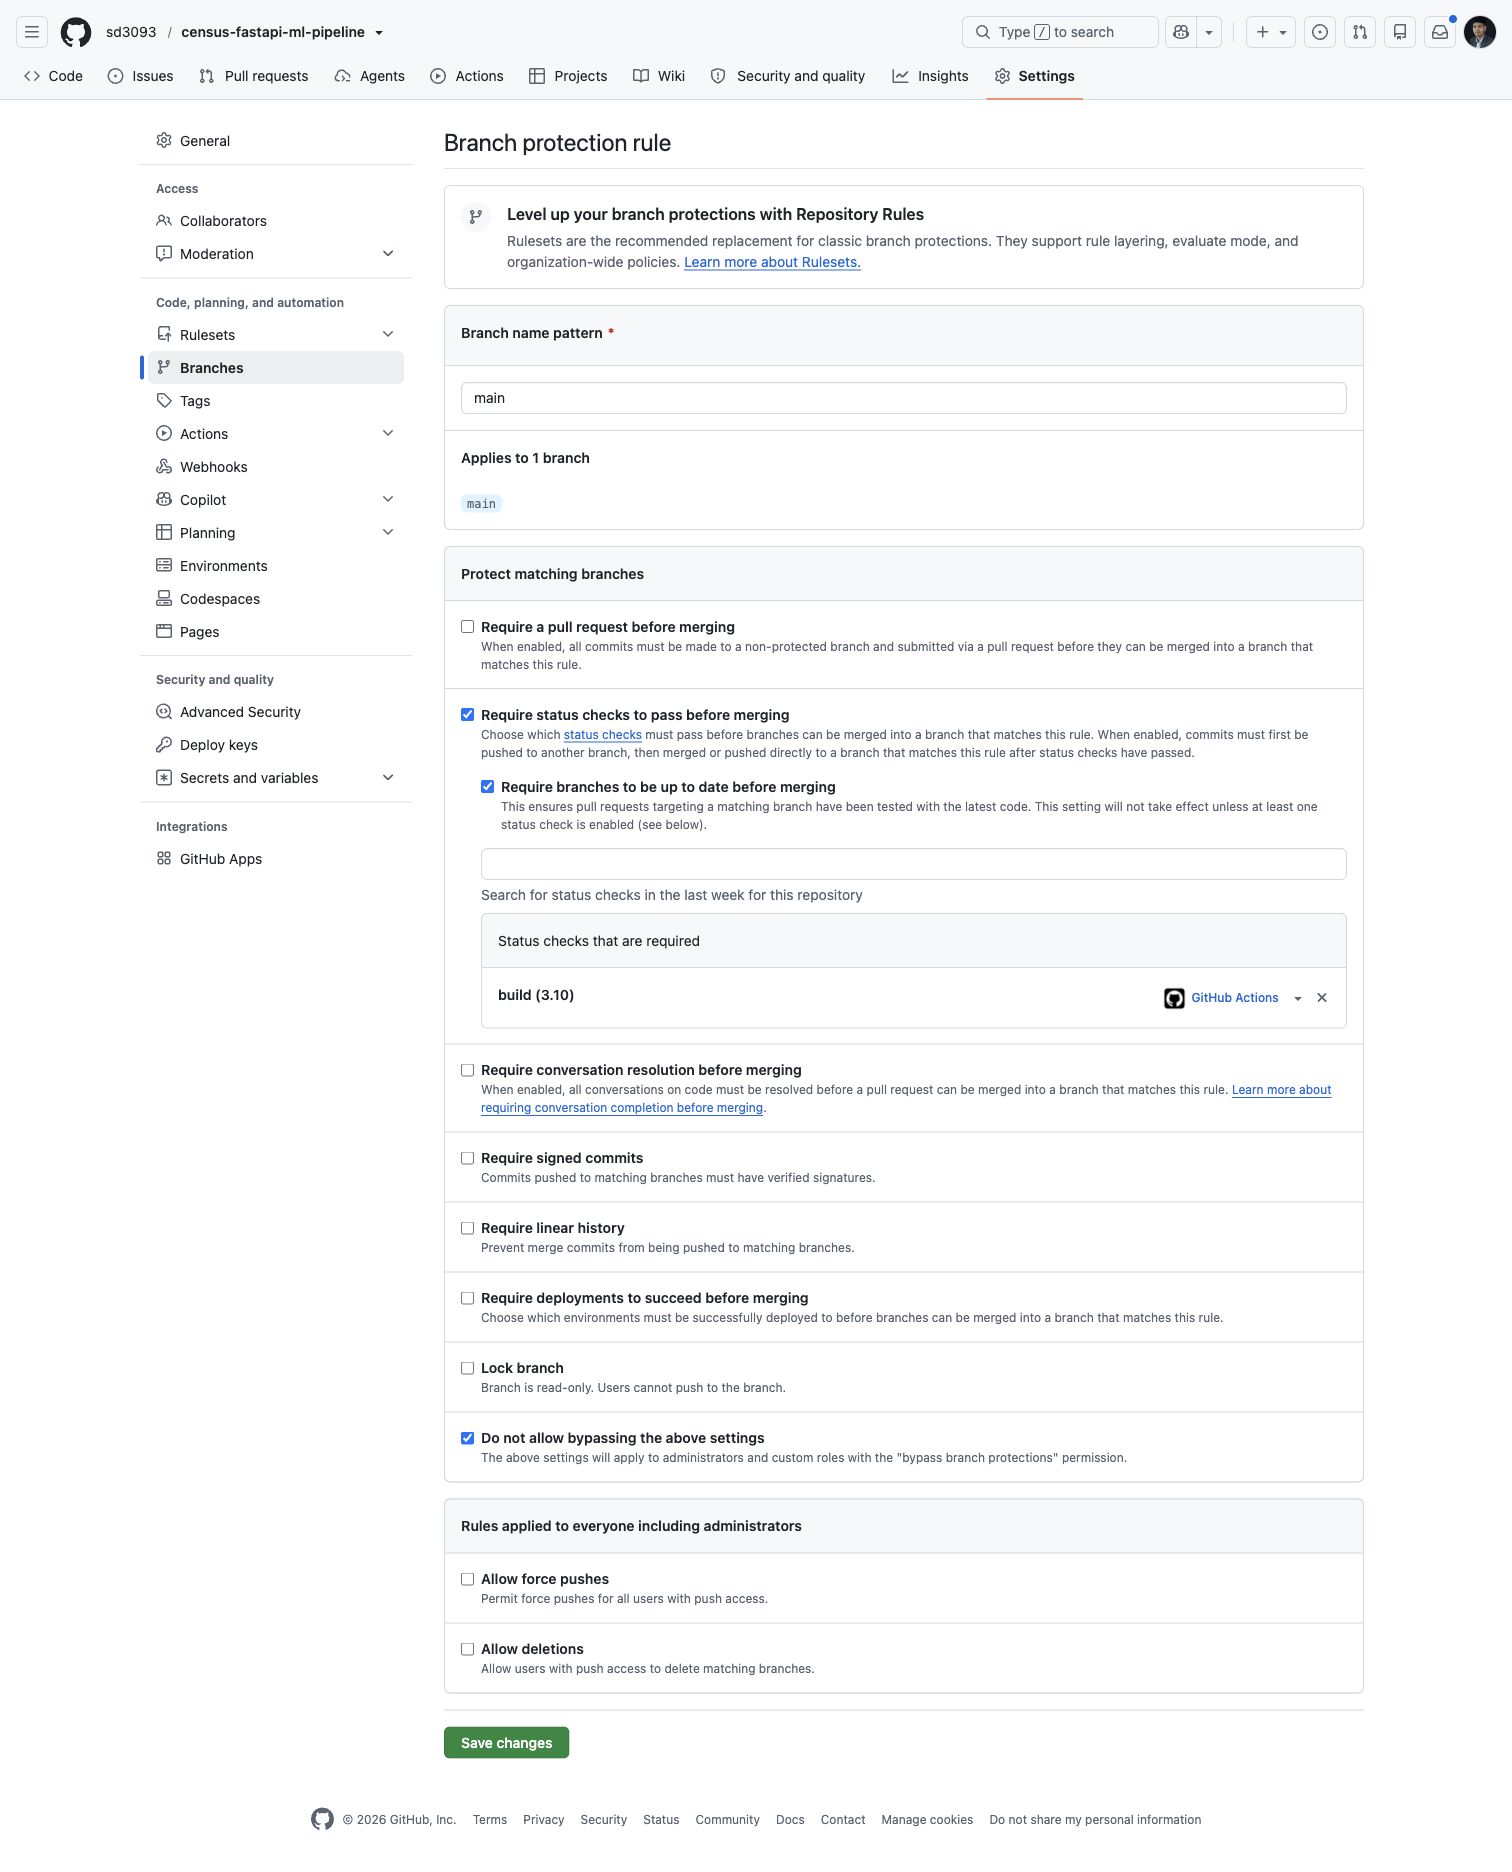 sd3093 / census-fastapi-ml-pipeline
Type / to search
Code
Issues
Pull requests
Agents
Actions
Projects
Wiki
Security and quality
Insights
Settings
General
Access
Collaborators
Moderation
Code, planning, and automation
Rulesets
Branches
Tags
Actions
Webhooks
Copilot
Planning
Environments
Codespaces
Pages
Security and quality
Advanced Security
Deploy keys
Secrets and variables
Integrations
GitHub Apps
Branch protection rule
Level up your branch protections with Repository Rules
Rulesets are the recommended replacement for classic branch protections. They support rule layering, evaluate mode, and
organization-wide policies. Learn more about Rulesets.
Branch name pattern *
main
Applies to 1 branch
main
Protect matching branches
Require a pull request before merging
When enabled, all commits must be made to a non-protected branch and submitted via a pull request before they can be merged into a branch that
matches this rule.
Require status checks to pass before merging
Choose which status checks must pass before branches can be merged into a branch that matches this rule. When enabled, commits must first be
pushed to another branch, then merged or pushed directly to a branch that matches this rule after status checks have passed.
Require branches to be up to date before merging
This ensures pull requests targeting a matching branch have been tested with the latest code. This setting will not take effect unless at least one
status check is enabled (see below).
Search for status checks in the last week for this repository
Status checks that are required
build (3.10)
GitHub Actions
Require conversation resolution before merging
When enabled, all conversations on code must be resolved before a pull request can be merged into a branch that matches this rule. Learn more about
requiring conversation completion before merging.
Require signed commits
Commits pushed to matching branches must have verified signatures.
Require linear history
Prevent merge commits from being pushed to matching branches.
Require deployments to succeed before merging
Choose which environments must be successfully deployed to before branches can be merged into a branch that matches this rule.
Lock branch
Branch is read-only. Users cannot push to the branch.
Do not allow bypassing the above settings
The above settings will apply to administrators and custom roles with the "bypass branch protections" permission.
Rules applied to everyone including administrators
Allow force pushes
Permit force pushes for all users with push access.
Allow deletions
Allow users with push access to delete matching branches.
Save changes
© 2026 GitHub, Inc. Terms Privacy Security Status Community Docs Contact Manage cookies Do not share my personal information